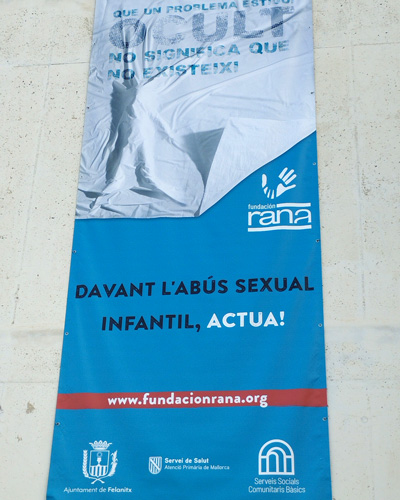 QUE UN PROBLEMA ESTIGUI
OCULT
NO SIGNIFICA QUE
NO EXISTEIXI
fundación
rana
DAVANT L'ABÚS SEXUAL
INFANTIL, ACTUA!
www.fundacionrana.org
Ajuntament de Felanitx
Servei de Salut
Atenció Primària de Mallorca
Serveis Socials
Comunitaris Bàsics